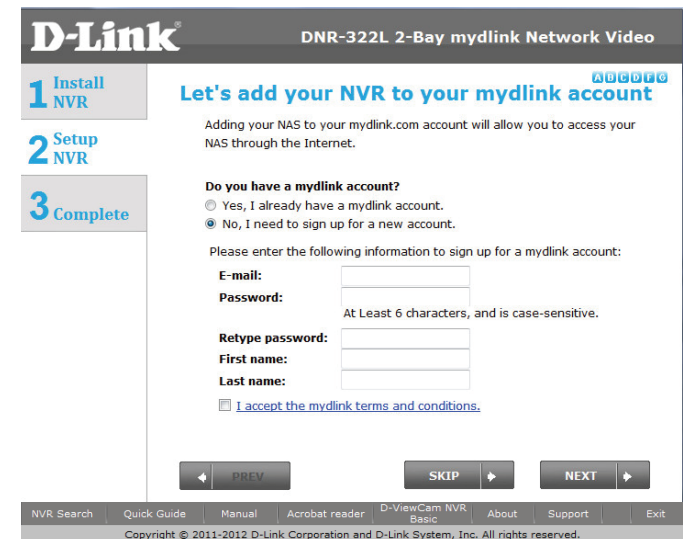 D-Link
DNR-322L 2-Bay mydlink Network Video
1 Install NVR
2 Setup NVR
3 Complete
A B C D F G
Let's add your NVR to your mydlink account
Adding your NAS to your mydlink.com account will allow you to access your
NAS through the Internet.
Do you have a mydlink account?
Yes, I already have a mydlink account.
No, I need to sign up for a new account.
Please enter the following information to sign up for a mydlink account:
E-mail:
Password:
At Least 6 characters, and is case-sensitive.
Retype password:
First name:
Last name:
I accept the mydlink terms and conditions.
PREV SKIP NEXT
NVR Search Quick Guide Manual Acrobat reader D-ViewCam NVR Basic About Support Exit
Copyright © 2011-2012 D-Link Corporation and D-Link System, Inc. All rights reserved.